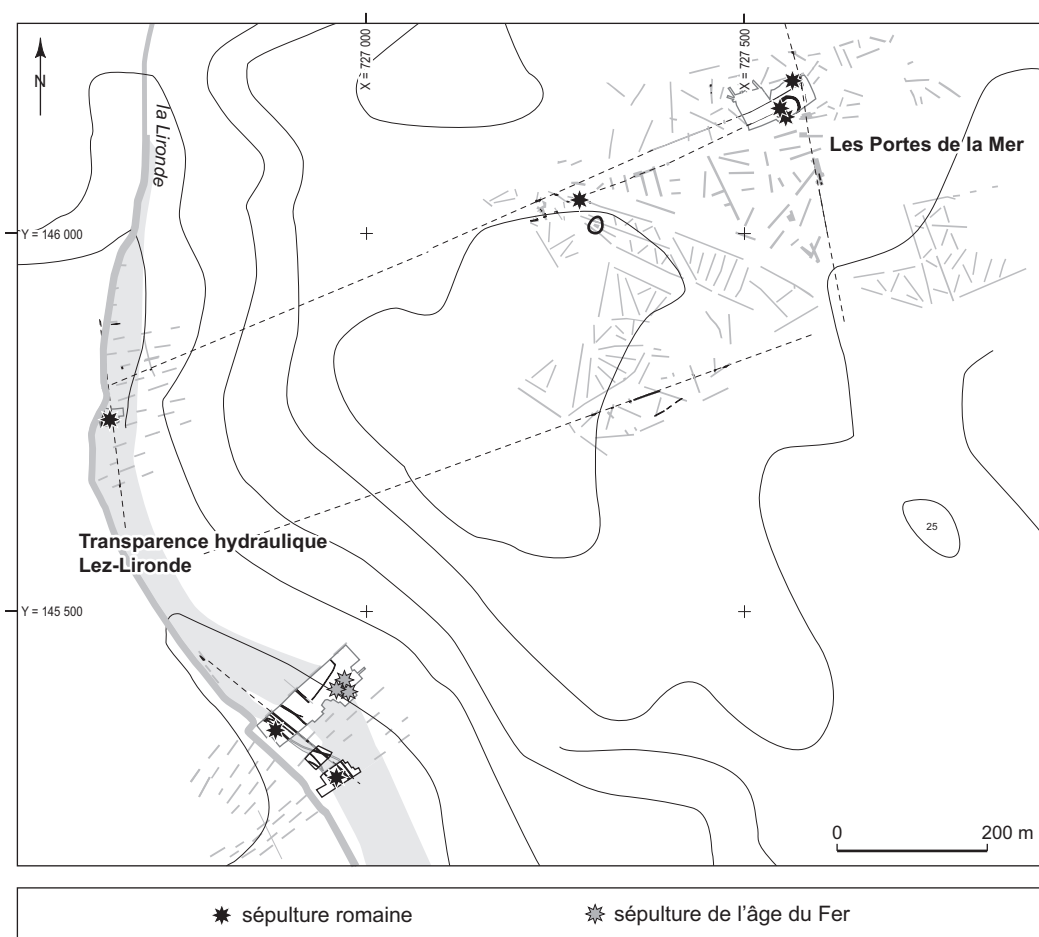 N
la Lironde
X = 727 000
X = 727 500
Les Portes de la Mer
Y = 146 000
Transparence hydraulique
Lez-Lironde
25
Y = 145 500
0 200 m
sépulture romaine
sépulture de l'âge du Fer